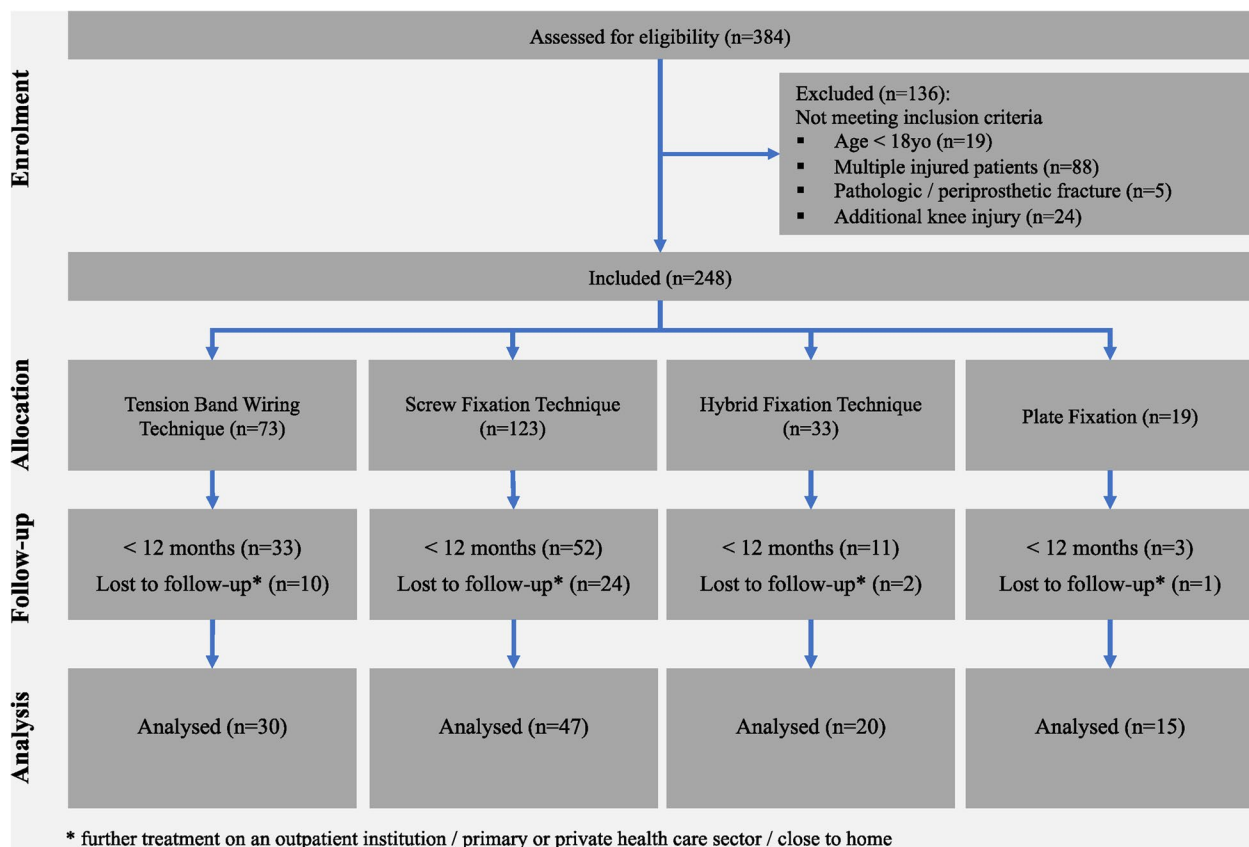 Enrolment
Assessed for eligibility (n=384)
Excluded (n=136):
Not meeting inclusion criteria
▪ Age < 18yo (n=19)
▪ Multiple injured patients (n=88)
▪ Pathologic / periprosthetic fracture (n=5)
▪ Additional knee injury (n=24)
Included (n=248)
Allocation
Tension Band Wiring
Technique (n=73)
Screw Fixation Technique
(n=123)
Hybrid Fixation Technique
(n=33)
Plate Fixation (n=19)
Follow-up
< 12 months (n=33)
Lost to follow-up* (n=10)
< 12 months (n=52)
Lost to follow-up* (n=24)
< 12 months (n=11)
Lost to follow-up* (n=2)
< 12 months (n=3)
Lost to follow-up* (n=1)
Analysis
Analysed (n=30)
Analysed (n=47)
Analysed (n=20)
Analysed (n=15)
* further treatment on an outpatient institution / primary or private health care sector / close to home